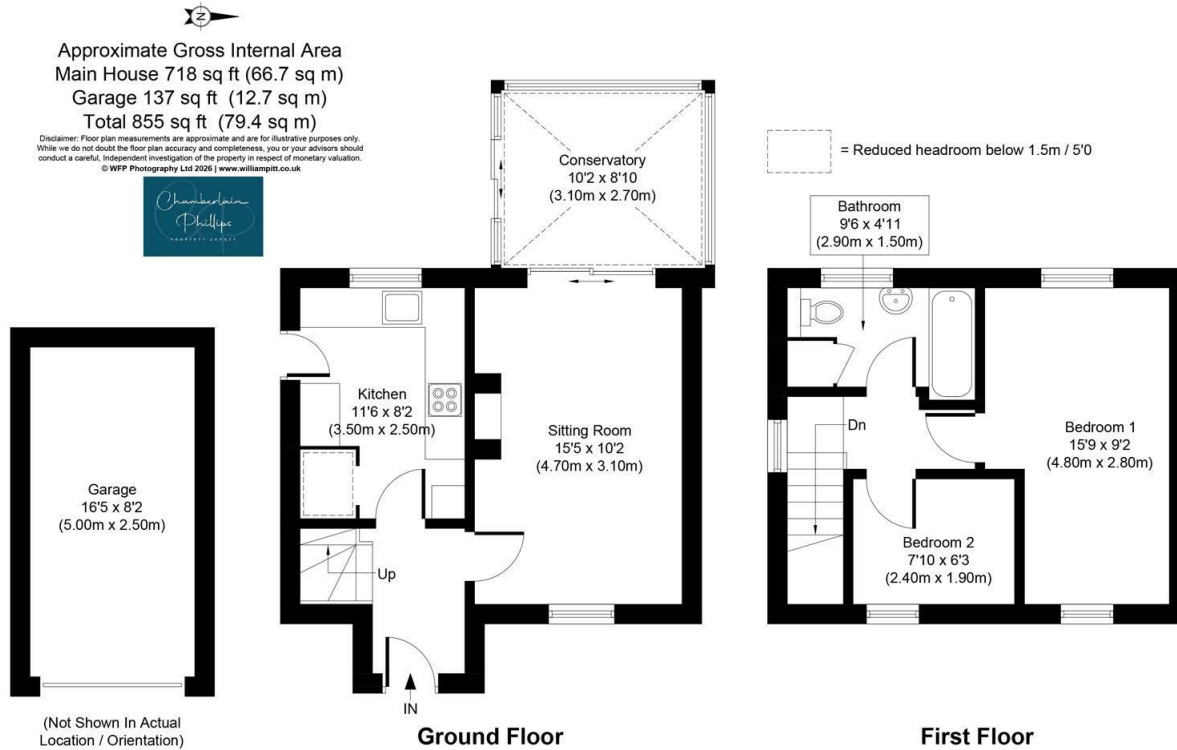 N
Approximate Gross Internal Area
Main House 718 sq ft (66.7 sq m)
Garage 137 sq ft (12.7 sq m)
Total 855 sq ft (79.4 sq m)
Disclaimer: Floor plan measurements are approximate and are for illustrative purposes only.
While we do not doubt the floor plan accuracy and completeness, you or your advisors should
conduct a careful, Independent investigation of the property in respect of monetary valuation.
© WFP Photography Ltd 2026 | www.williampitt.co.uk
Chamberlain
Phillips
PROPERTY AGENTS
= Reduced headroom below 1.5m / 5'0
Conservatory
10'2 x 8'10
(3.10m x 2.70m)
Kitchen
11'6 x 8'2
(3.50m x 2.50m)
Sitting Room
15'5 x 10'2
(4.70m x 3.10m)
Up
IN
Ground Floor
Garage
16'5 x 8'2
(5.00m x 2.50m)
(Not Shown In Actual
Location / Orientation)
Bathroom
9'6 x 4'11
(2.90m x 1.50m)
Dn
Bedroom 1
15'9 x 9'2
(4.80m x 2.80m)
Bedroom 2
7'10 x 6'3
(2.40m x 1.90m)
First Floor